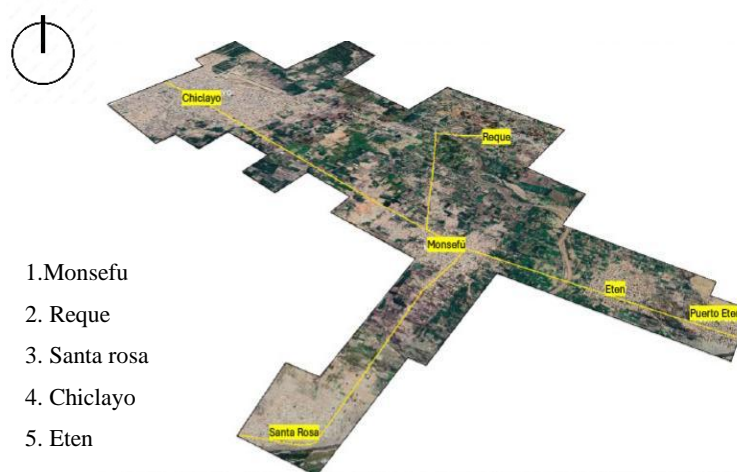 Chiclayo
Reque
Monsefú
Eten
Puerto Eten
Santa Rosa
1.Monsefu
2. Reque
3. Santa rosa
4. Chiclayo
5. Eten